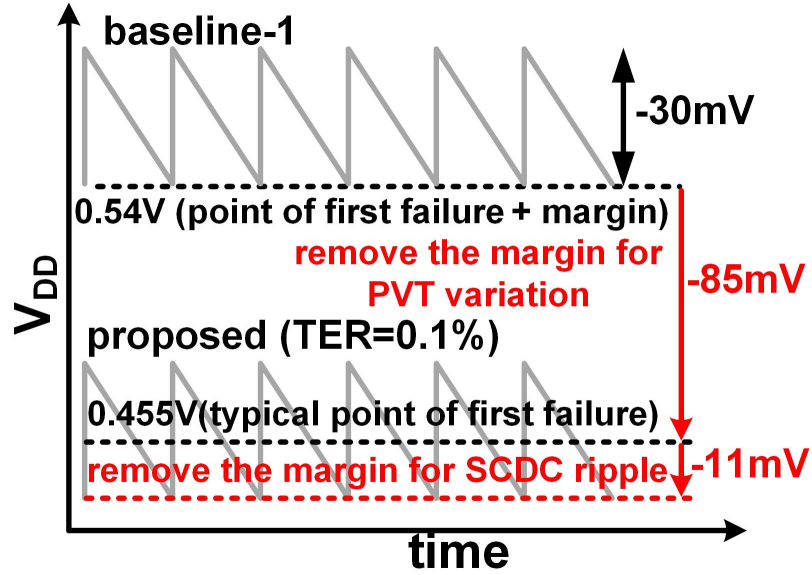 baseline-1
-30mV
0.54V (point of first failure + margin)
remove the margin for
PVT variation
-85mV
VDD
proposed (TER=0.1%)
0.455V(typical point of first failure)
remove the margin for SCDC ripple
-11mV
time